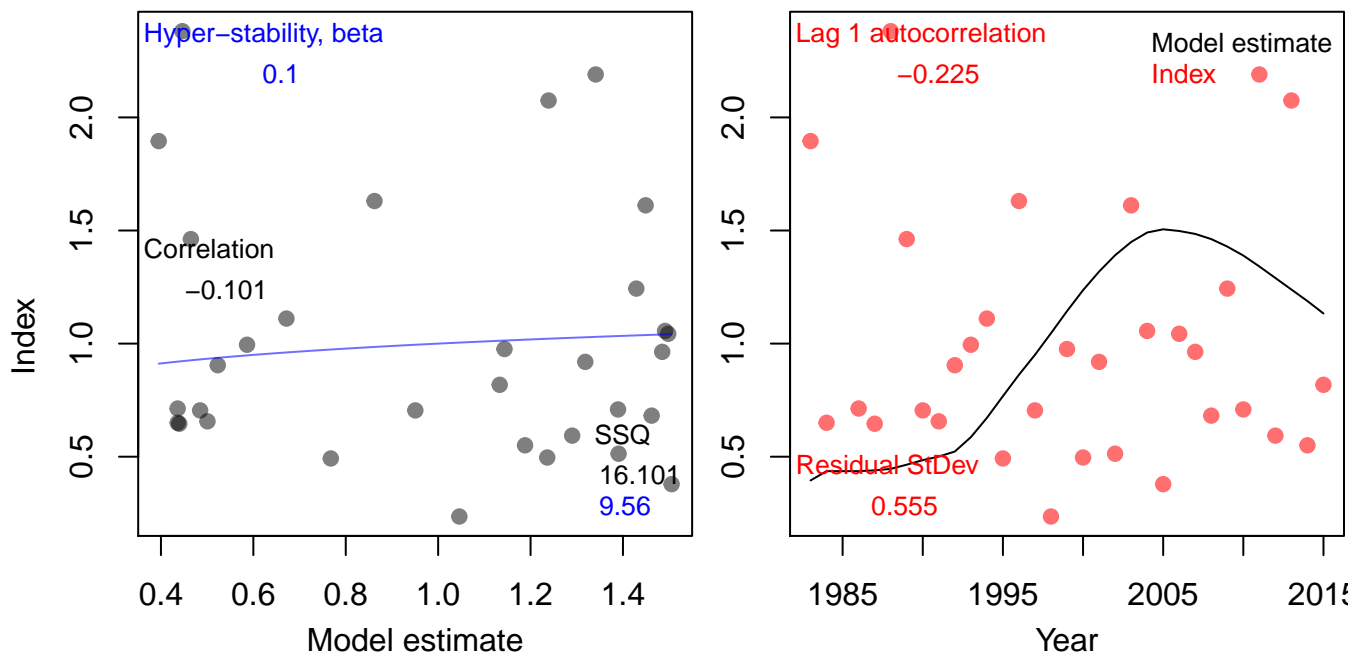 Hyper−stability, beta
0.1
Correlation
−0.101
SSQ
16.101
9.56
Index
0.5
1.0
1.5
2.0
0.4 0.6 0.8 1.0 1.2 1.4
Model estimate
Lag 1 autocorrelation
−0.225
Model estimate
Index
Residual StDev
0.555
0.5
1.0
1.5
2.0
1985 1995 2005 2015
Year